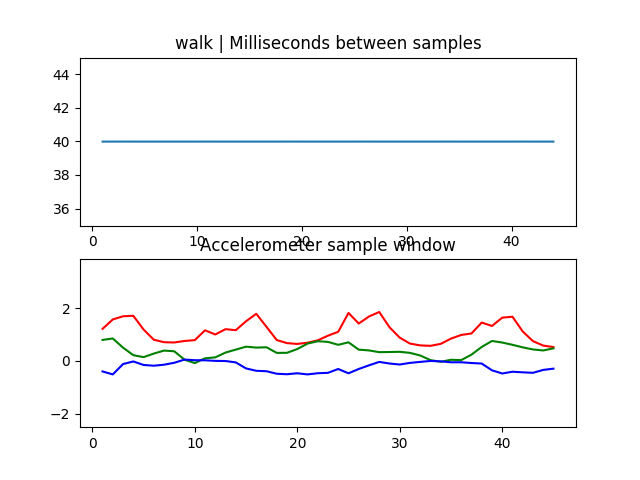 walk | Milliseconds between samples
44
42
40
38
36
0 10 20 30 40
Accelerometer sample window
2
0
−2
0 10 20 30 40